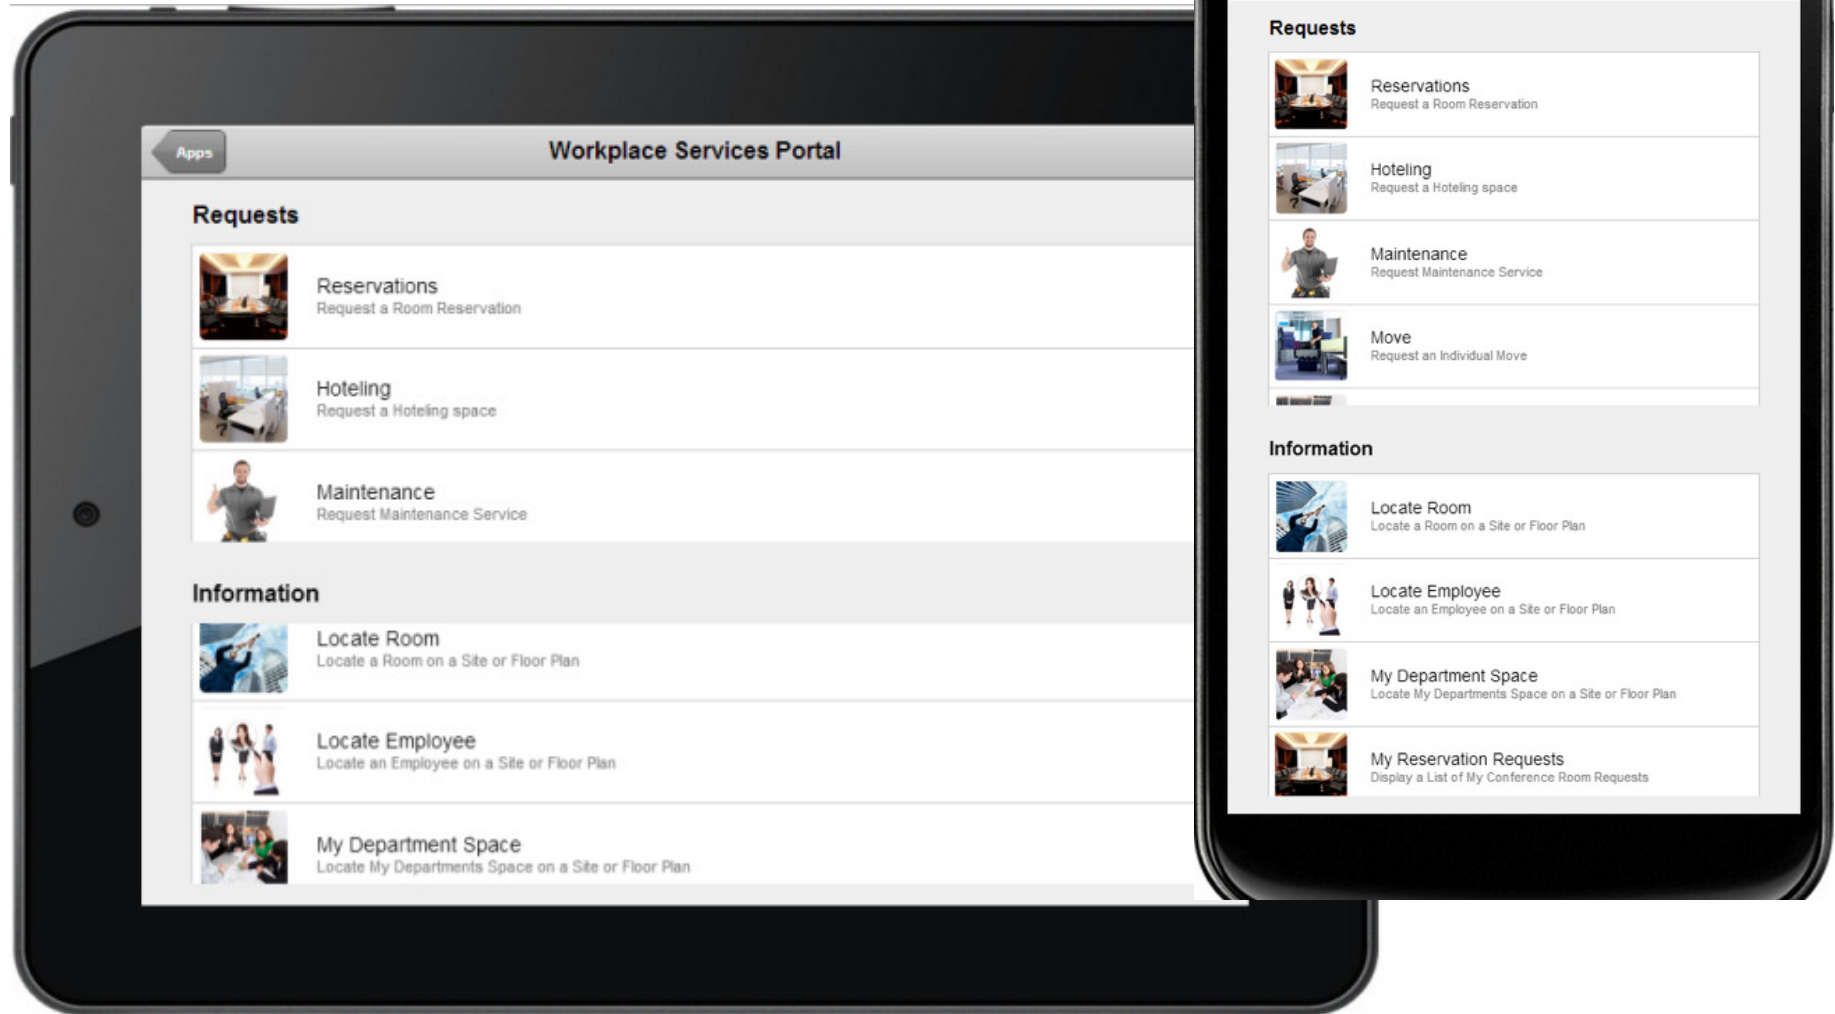 Apps
Workplace Services Portal
Requests
Reservations
Request a Room Reservation
Hoteling
Request a Hoteling space
Maintenance
Request Maintenance Service
Information
Locate Room
Locate a Room on a Site or Floor Plan
Locate Employee
Locate an Employee on a Site or Floor Plan
My Department Space
Locate My Departments Space on a Site or Floor Plan
Requests
Reservations
Request a Room Reservation
Hoteling
Request a Hoteling space
Maintenance
Request Maintenance Service
Move
Request an Individual Move
Information
Locate Room
Locate a Room on a Site or Floor Plan
Locate Employee
Locate an Employee on a Site or Floor Plan
My Department Space
Locate My Departments Space on a Site or Floor Plan
My Reservation Requests
Display a List of My Conference Room Requests